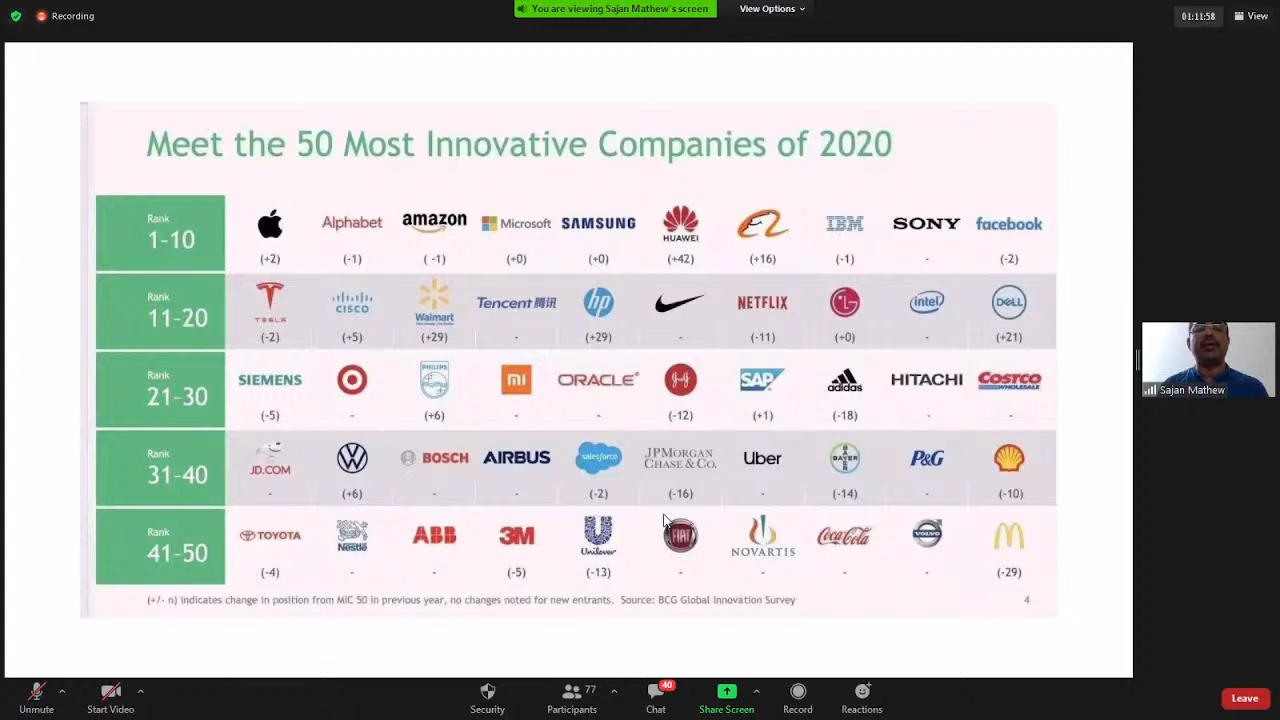 Recording
You are viewing Sajan Mathew's screen
View Options
01:11:58
View
Meet the 50 Most Innovative Companies of 2020
Rank
1-10
Alphabet
amazon
Microsoft
SAMSUNG
HUAWEI
IBM
SONY
facebook
(+2) (-1) ( -1) (+0) (+0) (+42) (+16) (-1) - (-2)
Rank
11-20
TESLA
CISCO
Walmart
Tencent 腾讯
hp
NETFLIX
LG
intel
DELL
(-2) (+5) (+29) - (+29) - (-11) (+0) - (+21)
Rank
21-30
SIEMENS
PHILIPS
mi
ORACLE
SAP
adidas
HITACHI
COSTCO
WHOLESALE
(-5) - (+6) - - (-12) (+1) (-18) - -
Rank
31-40
JD.COM
BOSCH
AIRBUS
salesforce
JPMORGAN
CHASE & CO.
Uber
BAYER
P&G
- (+6) - - (-2) (-16) - (-14) - (-10)
Rank
41-50
TOYOTA
Nestle
ABB
3M
Unilever
FIAT
NOVARTIS
Coca-Cola
VOLVO
(-4) - - (-5) (-13) - - - - (-29)
(+/- n) indicates change in position from MIC 50 in previous year, no changes noted for new entrants. Source: BCG Global Innovation Survey
4
Sajan Mathew
Unmute
Start Video
Security
77
Participants
40
Chat
Share Screen
Record
Reactions
Leave